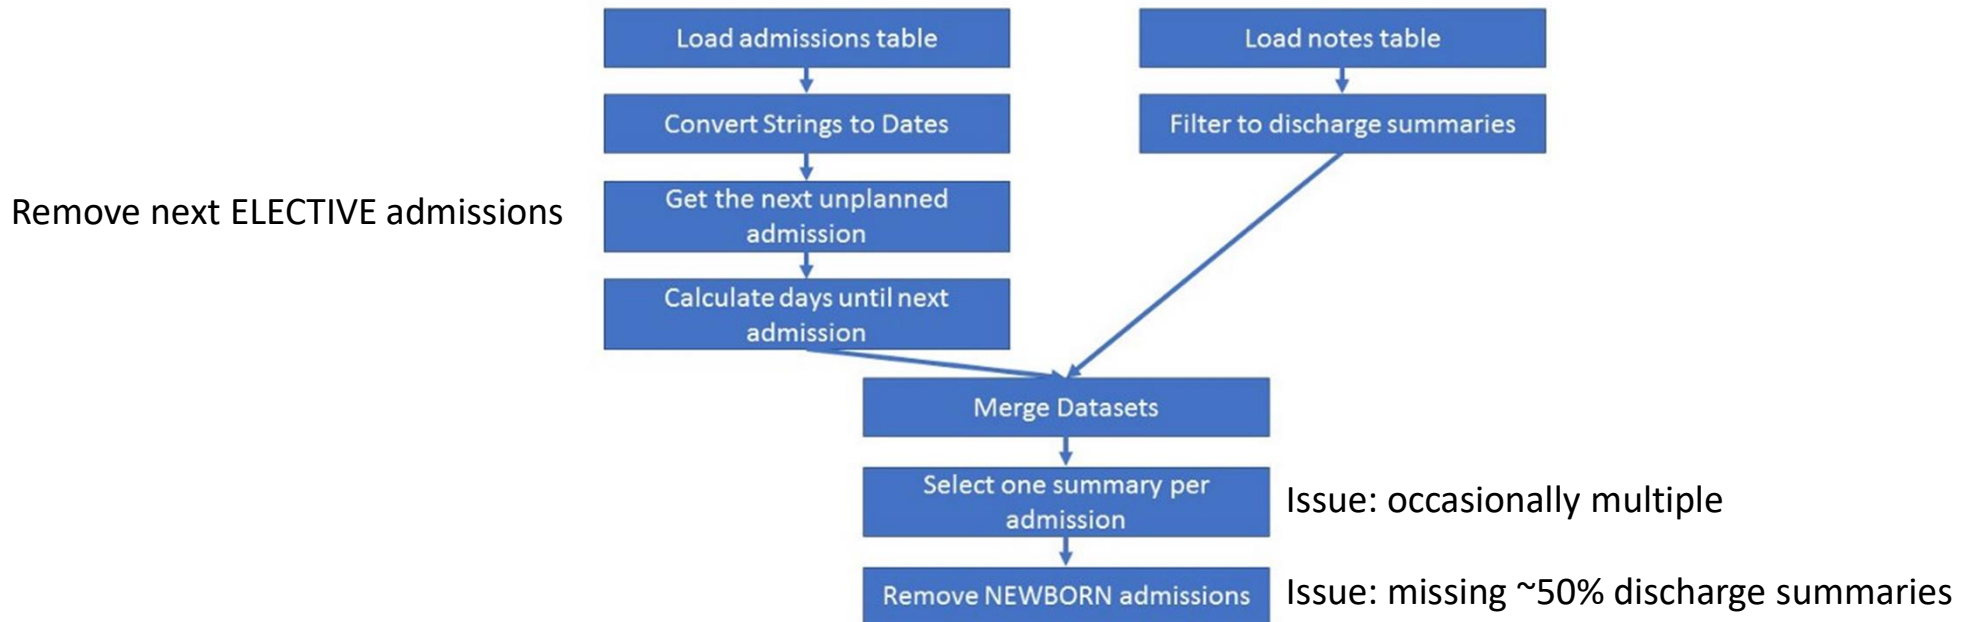 Load admissions table
Load notes table
Convert Strings to Dates
Filter to discharge summaries
Remove next ELECTIVE admissions
Get the next unplanned
admission
Calculate days until next
admission
Merge Datasets
Select one summary per
admission
Issue: occasionally multiple
Remove NEWBORN admissions
Issue: missing ~50% discharge summaries